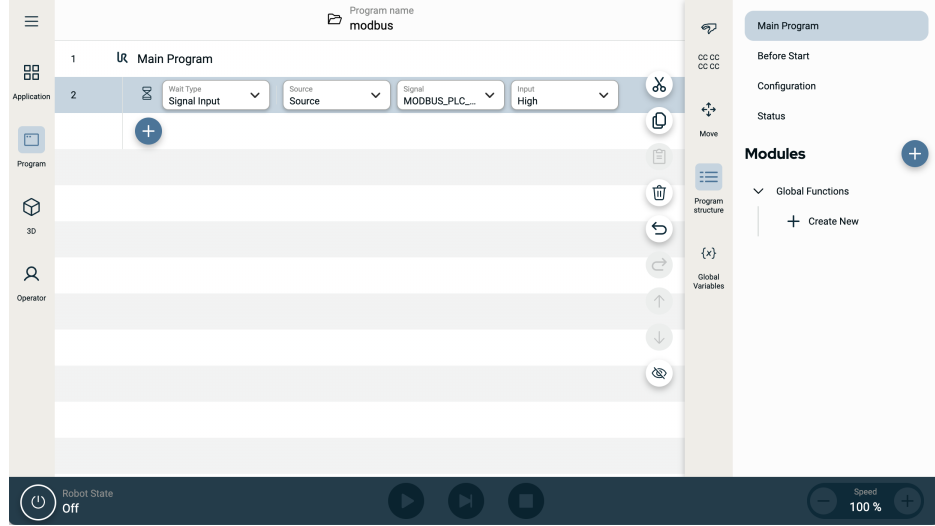 Program name
modbus
Application
Program
3D
Operator
1 Main Program
2
Wait Type
Signal Input
Source
Source
Signal
MODBUS_PLC_...
Input
High
CC CC
CC CC
Move
Program
structure
{x}
Global
Variables
Main Program
Before Start
Configuration
Status
Modules
Global Functions
Create New
Robot State
Off
Speed
100 %